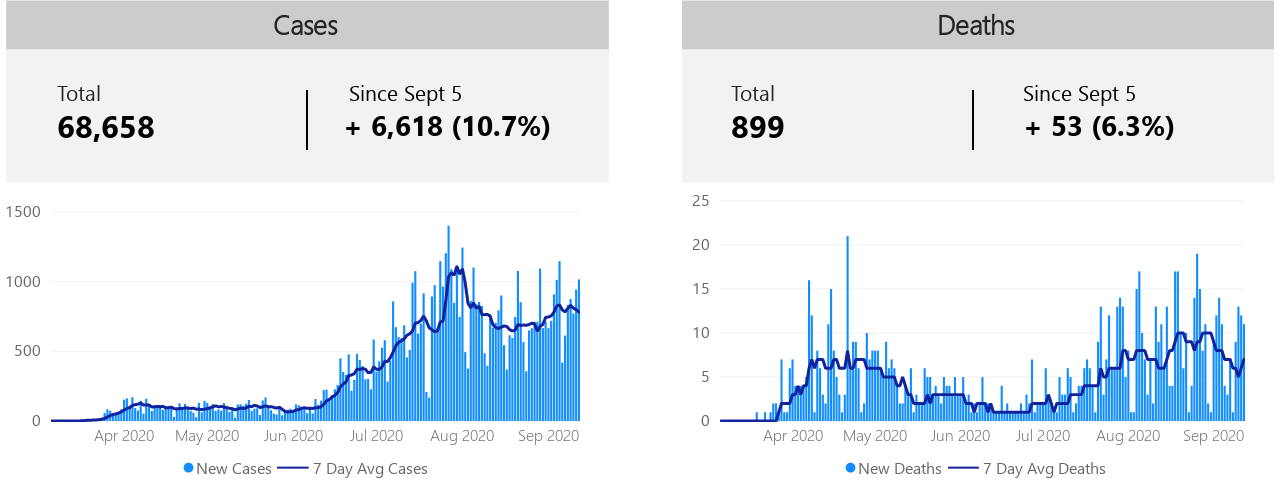 Cases
Total
68,658
Since Sept 5
+ 6,618 (10.7%)
1500
1000
500
0
Apr 2020 May 2020 Jun 2020 Jul 2020 Aug 2020 Sep 2020
New Cases 7 Day Avg Cases
Deaths
Total
899
Since Sept 5
+ 53 (6.3%)
25
20
15
10
5
0
Apr 2020 May 2020 Jun 2020 Jul 2020 Aug 2020 Sep 2020
New Deaths 7 Day Avg Deaths